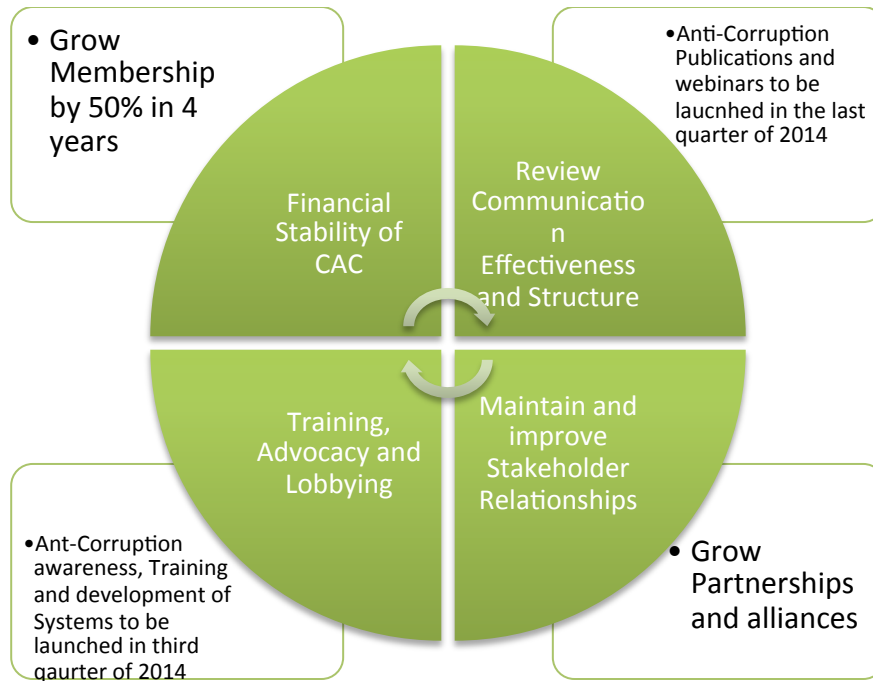 • Grow
Membership
by 50% in 4
years
•Anti-Corruption
Publications and
webinars to be
laucnhed in the last
quarter of 2014
Financial
Stability of
CAC
Review
Communicatio
n
Effectiveness
and Structure
Training,
Advocacy and
Lobbying
Maintain and
improve
Stakeholder
Relationships
•Ant-Corruption
awareness, Training
and development of
Systems to be
launched in third
qaurter of 2014
• Grow
Partnerships
and alliances